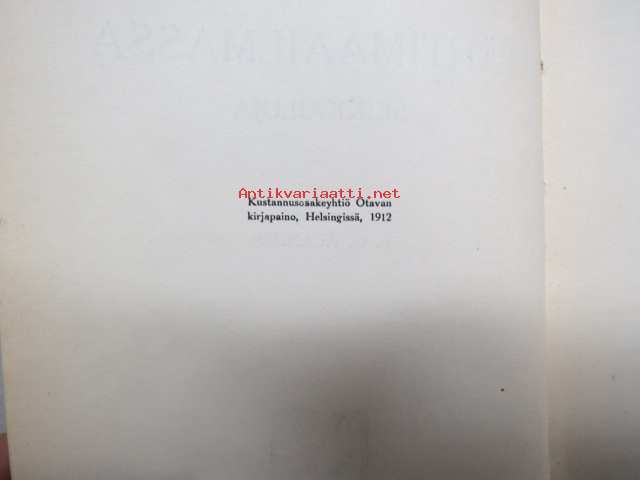 Antikvariaatti.net
Kustannusosakeyhtiö Otavan
kirjapaino, Helsingissä, 1912